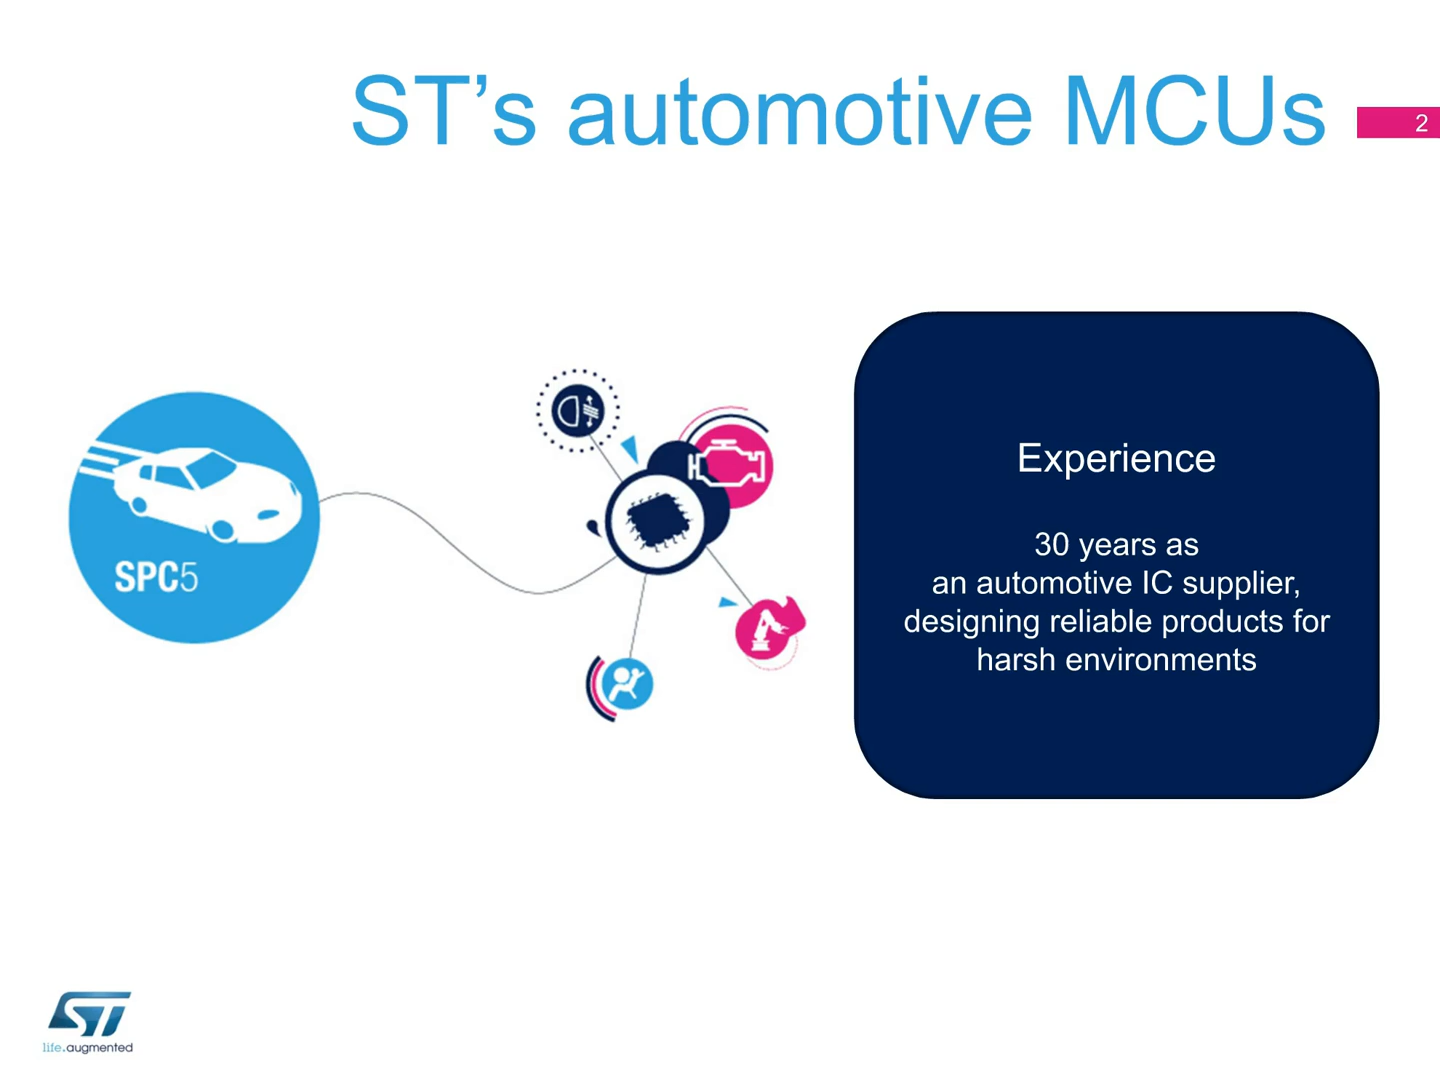 ST’s automotive MCUs
2
SPC5
Experience
30 years as
an automotive IC supplier,
designing reliable products for
harsh environments
ST
life.augmented